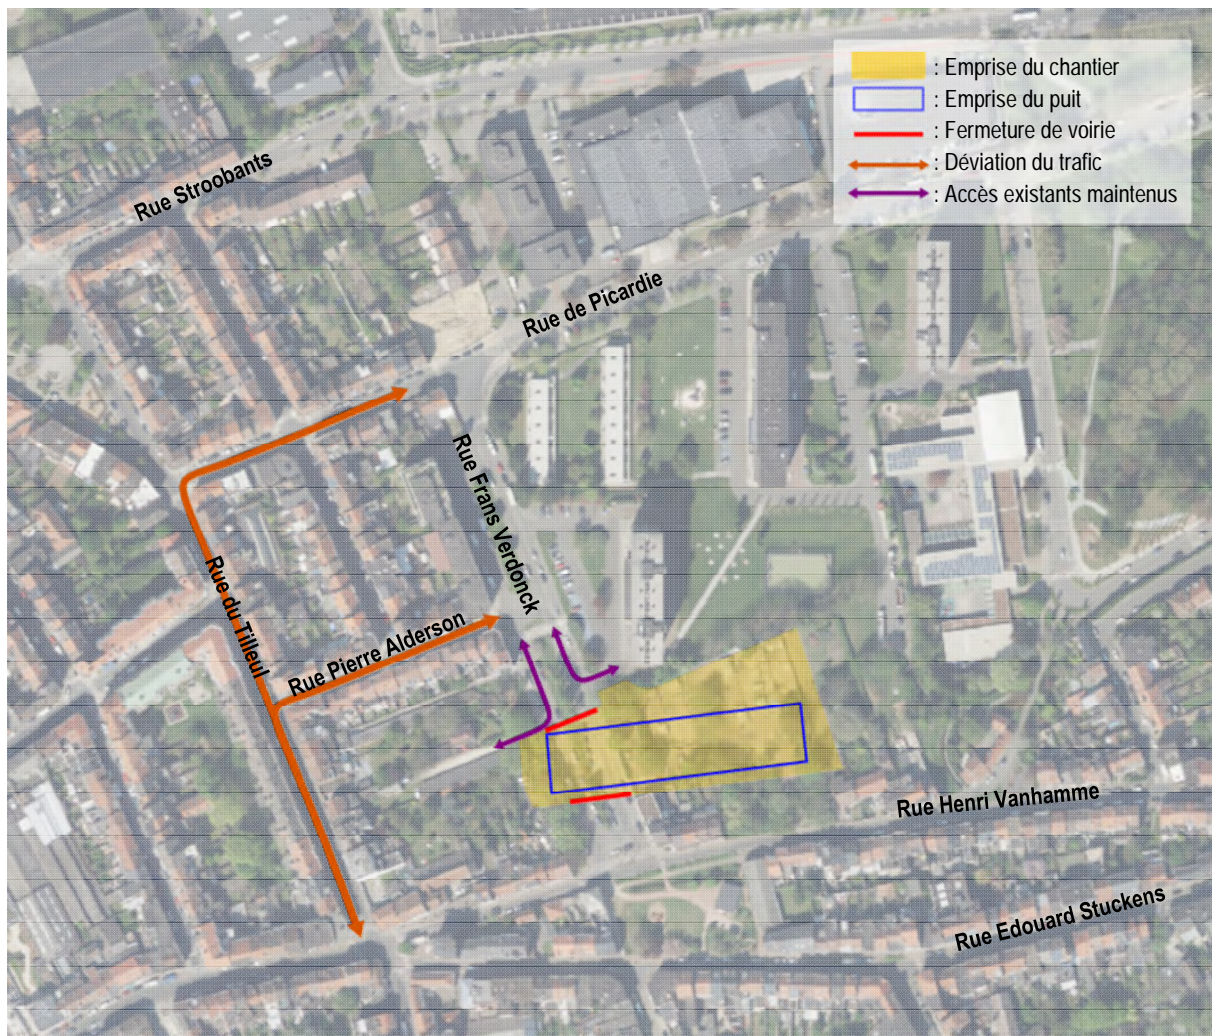 : Emprise du chantier
: Emprise du puit
: Fermeture de voirie
: Déviation du trafic
: Accès existants maintenus
Rue Stroobants
Rue de Picardie
Rue Frans Verdonck
Rue du Tilleul
Rue Pierre Alderson
Rue Henri Vanhamme
Rue Edouard Stuckens